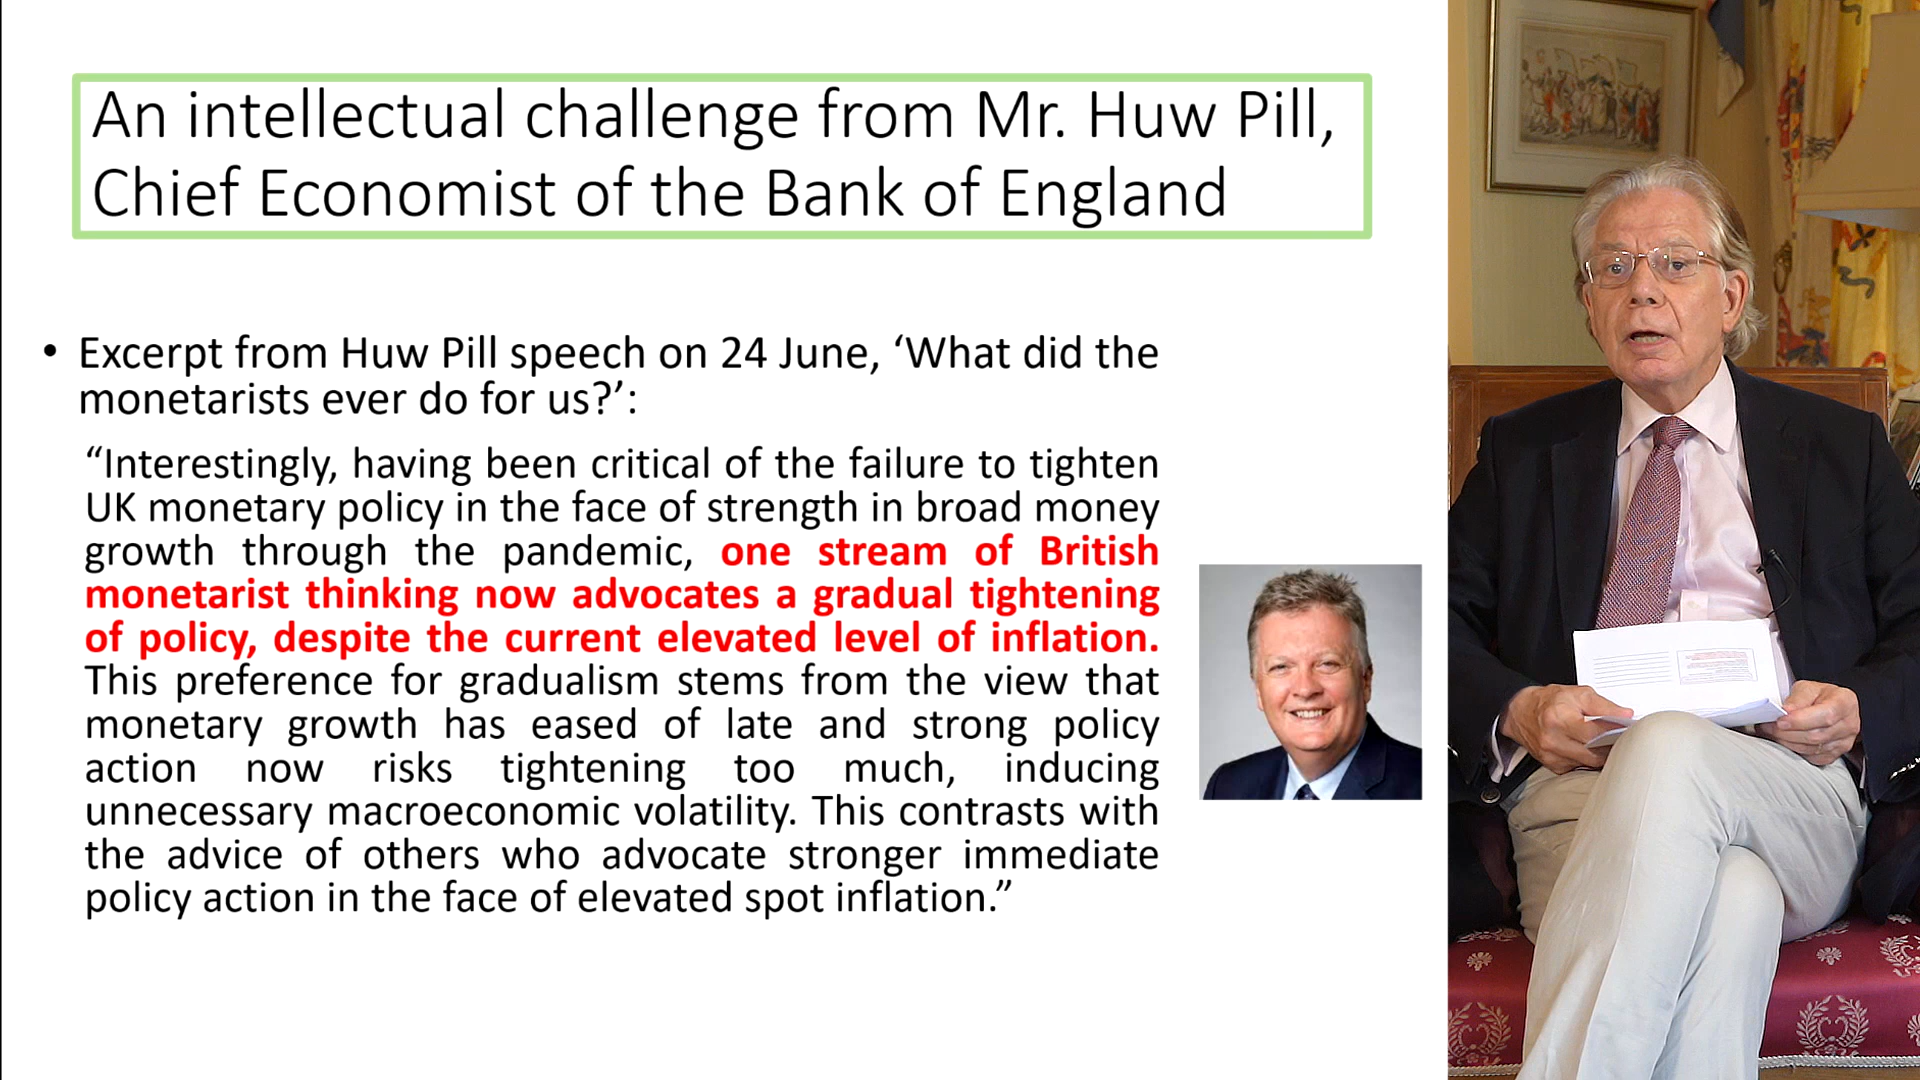 An intellectual challenge from Mr. Huw Pill,
Chief Economist of the Bank of England
• Excerpt from Huw Pill speech on 24 June, ‘What did the
monetarists ever do for us?’:
“Interestingly, having been critical of the failure to tighten
UK monetary policy in the face of strength in broad money
growth through the pandemic, one stream of British
monetarist thinking now advocates a gradual tightening
of policy, despite the current elevated level of inflation.
This preference for gradualism stems from the view that
monetary growth has eased of late and strong policy
action now risks tightening too much, inducing
unnecessary macroeconomic volatility. This contrasts with
the advice of others who advocate stronger immediate
policy action in the face of elevated spot inflation.”